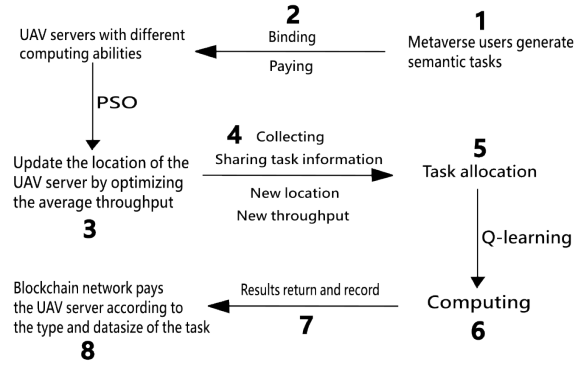 1
Metaverse users generate
semantic tasks
2
Binding
Paying
UAV servers with different
computing abilities
PSO
Update the location of the
UAV server by optimizing
the average throughput
3
4 Collecting
Sharing task information
New location
New throughput
5
Task allocation
Q-learning
Computing
6
Results return and record
7
Blockchain network pays
the UAV server according to
the type and datasize of the task
8